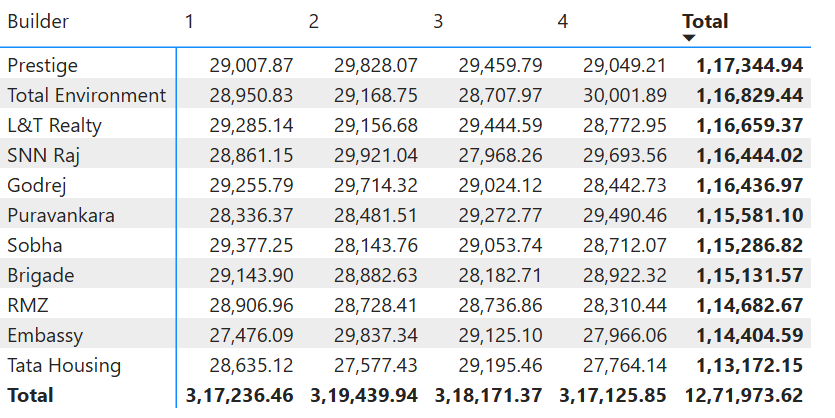 Builder 1 2 3 4 Total
Prestige 29,007.87 29,828.07 29,459.79 29,049.21 1,17,344.94
Total Environment 28,950.83 29,168.75 28,707.97 30,001.89 1,16,829.44
L&T Realty 29,285.14 29,156.68 29,444.59 28,772.95 1,16,659.37
SNN Raj 28,861.15 29,921.04 27,968.26 29,693.56 1,16,444.02
Godrej 29,255.79 29,714.32 29,024.12 28,442.73 1,16,436.97
Puravankara 28,336.37 28,481.51 29,272.77 29,490.46 1,15,581.10
Sobha 29,377.25 28,143.76 29,053.74 28,712.07 1,15,286.82
Brigade 29,143.90 28,882.63 28,182.71 28,922.32 1,15,131.57
RMZ 28,906.96 28,728.41 28,736.86 28,310.44 1,14,682.67
Embassy 27,476.09 29,837.34 29,125.10 27,966.06 1,14,404.59
Tata Housing 28,635.12 27,577.43 29,195.46 27,764.14 1,13,172.15
Total 3,17,236.46 3,19,439.94 3,18,171.37 3,17,125.85 12,71,973.62